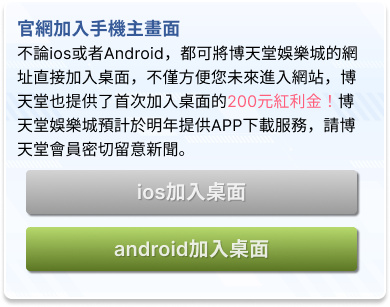 官網加入手機主畫面
不論ios或者Android，都可將博天堂娛樂城的網
址直接加入桌面，不僅方便您未來進入網站，博
天堂也提供了首次加入桌面的200元紅利金！博
天堂娛樂城預計於明年提供APP下載服務，請博
天堂會員密切留意新聞。
ios加入桌面
android加入桌面